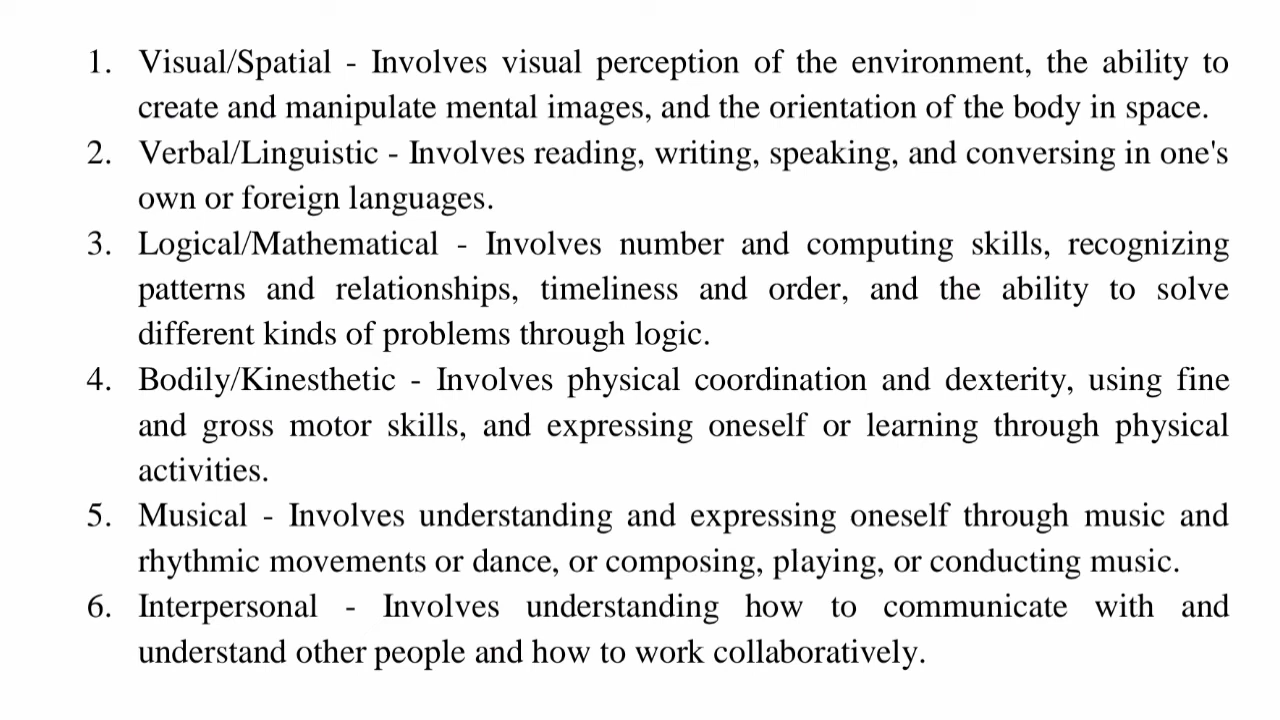 1. Visual/Spatial - Involves visual perception of the environment, the ability to
create and manipulate mental images, and the orientation of the body in space.
2. Verbal/Linguistic - Involves reading, writing, speaking, and conversing in one's
own or foreign languages.
3. Logical/Mathematical - Involves number and computing skills, recognizing
patterns and relationships, timeliness and order, and the ability to solve
different kinds of problems through logic.
4. Bodily/Kinesthetic - Involves physical coordination and dexterity, using fine
and gross motor skills, and expressing oneself or learning through physical
activities.
5. Musical - Involves understanding and expressing oneself through music and
rhythmic movements or dance, or composing, playing, or conducting music.
6. Interpersonal - Involves understanding how to communicate with and
understand other people and how to work collaboratively.